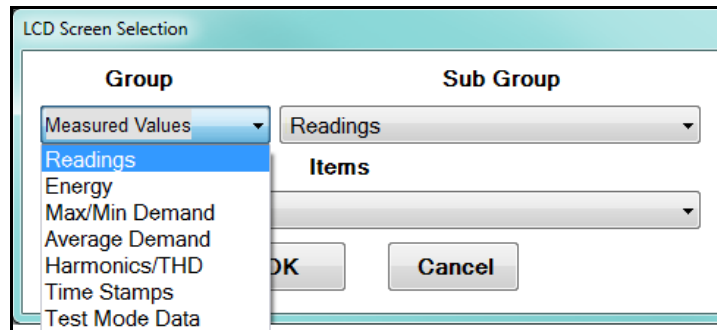 LCD Screen Selection
Group Sub Group
Measured Values Readings
Readings
Items
Energy
Max/Min Demand
Average Demand
Harmonics/THD
Cancel
Time Stamps
Test Mode Data